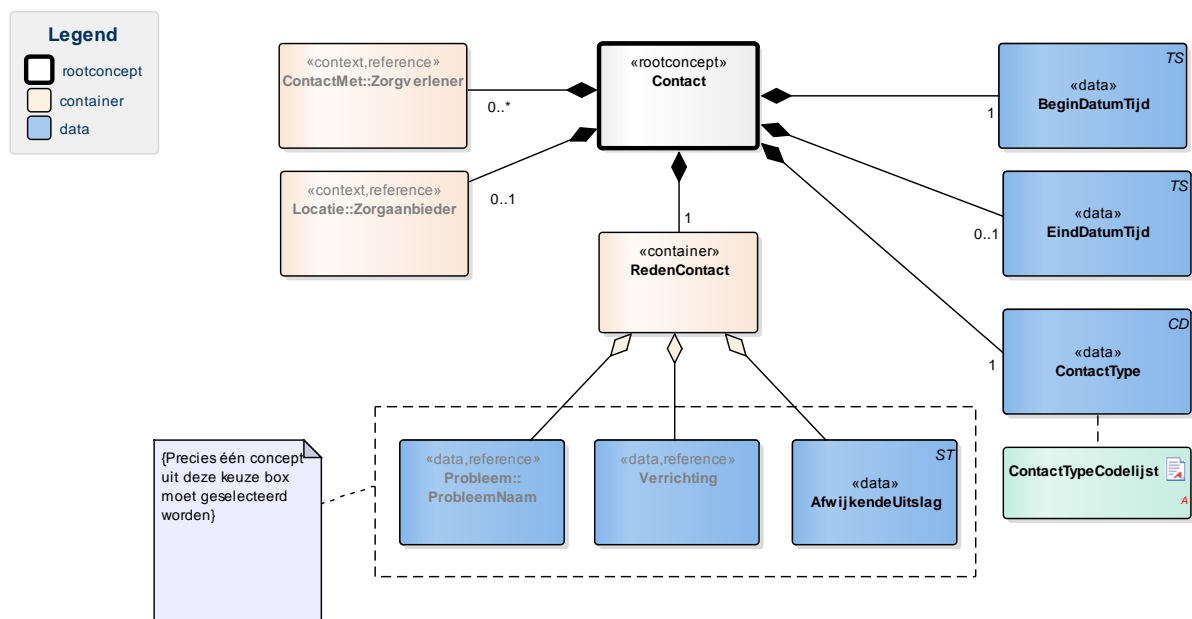 Legend
rootconcept
container
data
«context,reference»
ContactMet::Zorgverlener
0..*
«context,reference»
Locatie::Zorgaanbieder
0..1
«rootconcept»
Contact
1
«container»
RedenContact
TS
«data»
BeginDatumTijd
1
TS
«data»
EindDatumTijd
0..1
CD
«data»
ContactType
1
ContactTypeCodelijst
A
{Precies één concept
uit deze keuze box
moet geselecteerd
worden}
«data,reference»
Probleem::
ProbleemNaam
«data,reference»
Verrichting
ST
«data»
AfwijkendeUitslag